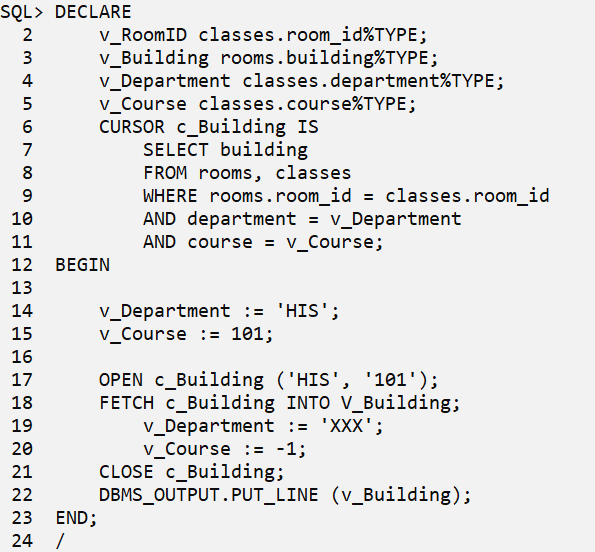 SQL> DECLARE
2 v_RoomID classes.room_id%TYPE;
3 v_Building rooms.building%TYPE;
4 v_Department classes.department%TYPE;
5 v_Course classes.course%TYPE;
6 CURSOR c_Building IS
7 SELECT building
8 FROM rooms, classes
9 WHERE rooms.room_id = classes.room_id
10 AND department = v_Department
11 AND course = v_Course;
12 BEGIN
13
14 v_Department := 'HIS';
15 v_Course := 101;
16
17 OPEN c_Building ('HIS', '101');
18 FETCH c_Building INTO V_Building;
19 v_Department := 'XXX';
20 v_Course := -1;
21 CLOSE c_Building;
22 DBMS_OUTPUT.PUT_LINE (v_Building);
23 END;
24 /